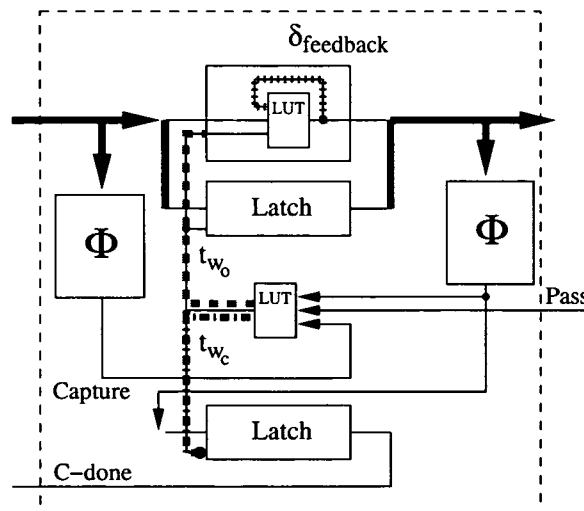 δfeedback
LUT
Latch
Φ
Φ
two
LUT
Pass
twc
Capture
Latch
C-done